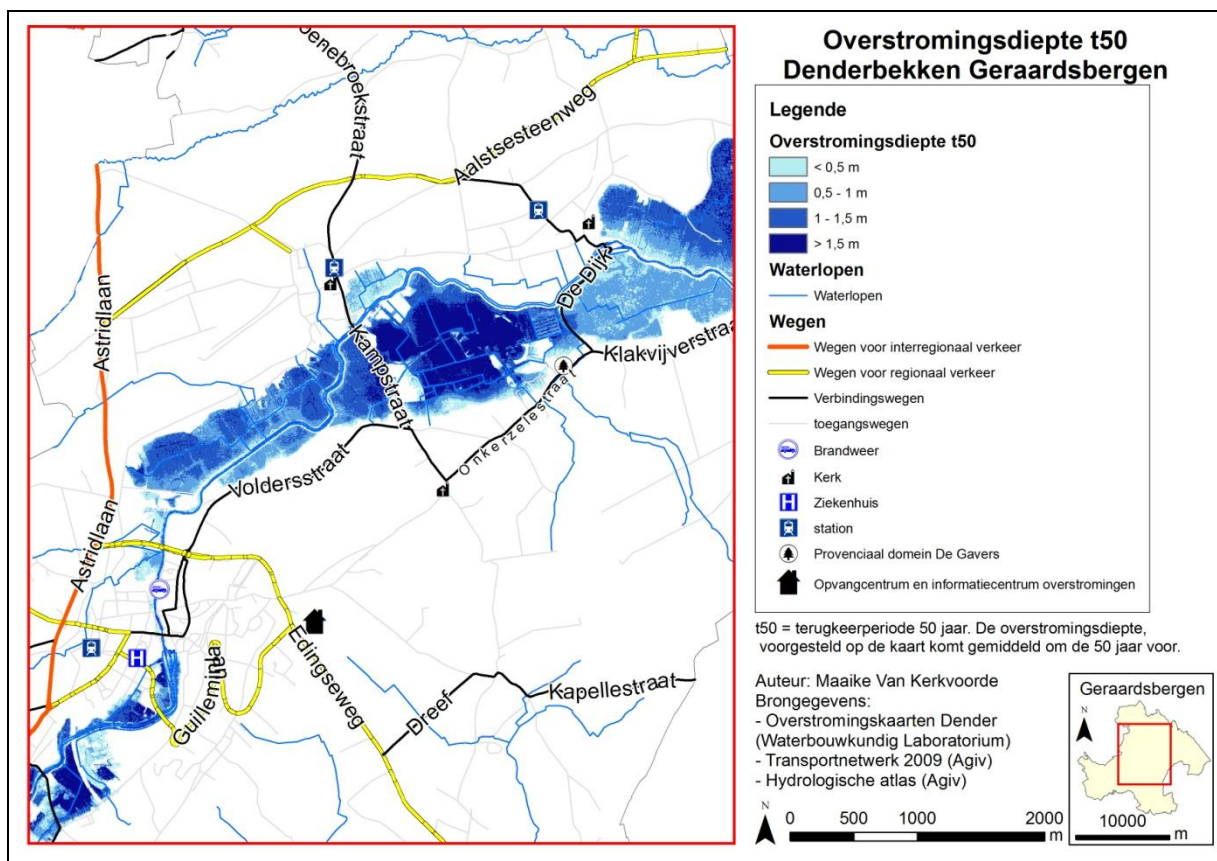 Overstromingsdiepte t50
Denderbekken Geraardsbergen
Legende
Overstromingsdiepte t50
< 0,5 m
0,5 - 1 m
1 - 1,5 m
> 1,5 m
Waterlopen
Waterlopen
Wegen
Wegen voor interregionaal verkeer
Wegen voor regionaal verkeer
Verbindingswegen
toegangswegen
Brandweer
Kerk
H
Ziekenhuis
station
Provenciaal domein De Gavers
Opvangcentrum en informatiecentrum overstromingen
t50 = terugkeerperiode 50 jaar. De overstromingsdiepte,
voorgesteld op de kaart komt gemiddeld om de 50 jaar voor.
Auteur: Maaike Van Kerkvoorde
Brongegevens:
- Overstromingskaarten Dender
(Waterbouwkundig Laboratorium)
- Transportnetwerk 2009 (Agiv)
- Hydrologische atlas (Agiv)
N
0 500 1000 2000
m
Geraardsbergen
N
10000
m
oenebroekstraat
Aalstsesteenweg
Astridlaan
De Dijk
Kampstraat
Klakvijverstraa
Onkerzelestraat
Voldersstraat
Astridlaan
H
Guilleminlaan
Edingseweg
Dreef
Kapellestraat